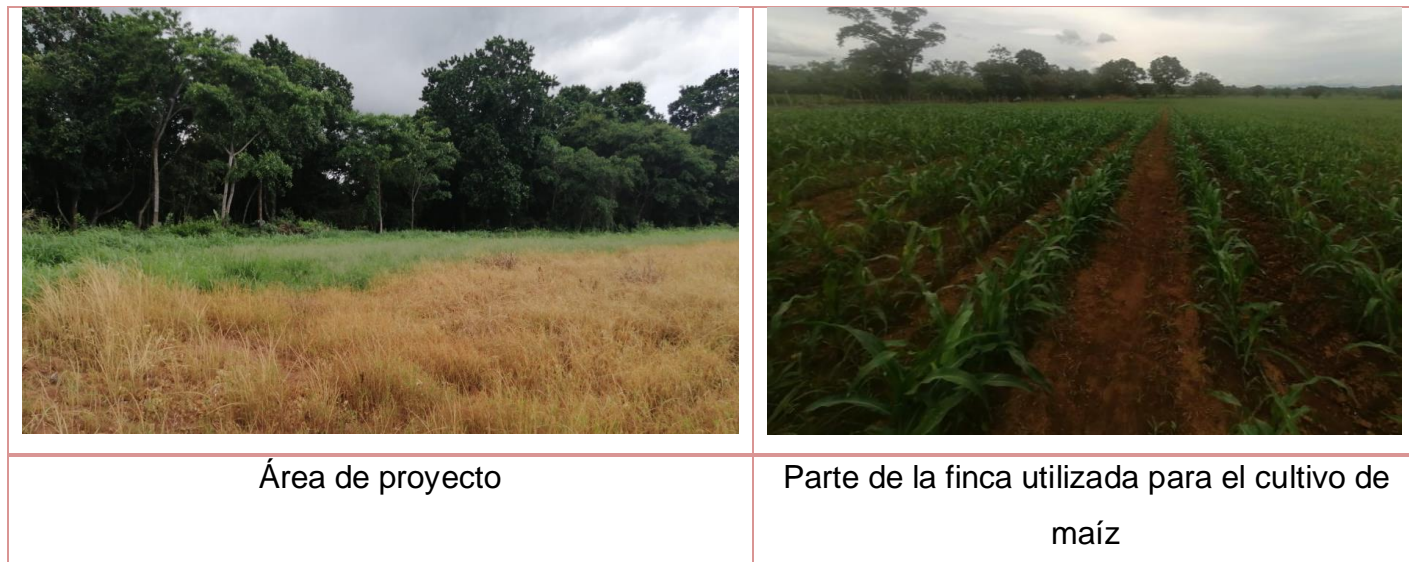 Área de proyecto
Parte de la finca utilizada para el cultivo de
maíz